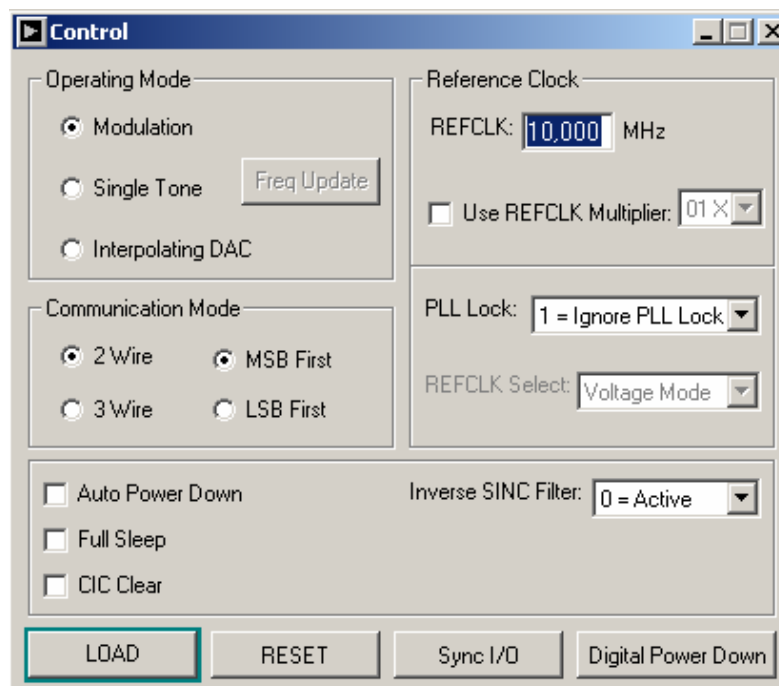 Control
Operating Mode
Modulation
Single Tone
Freq Update
Interpolating DAC
Reference Clock
REFCLK: 10,000 MHz
Use REFCLK Multiplier: 01 X
Communication Mode
2 Wire
MSB First
3 Wire
LSB First
PLL Lock: 1 = Ignore PLL Lock
REFCLK Select: Voltage Mode
Auto Power Down
Full Sleep
CIC Clear
Inverse SINC Filter: 0 = Active
LOAD
RESET
Sync I/O
Digital Power Down